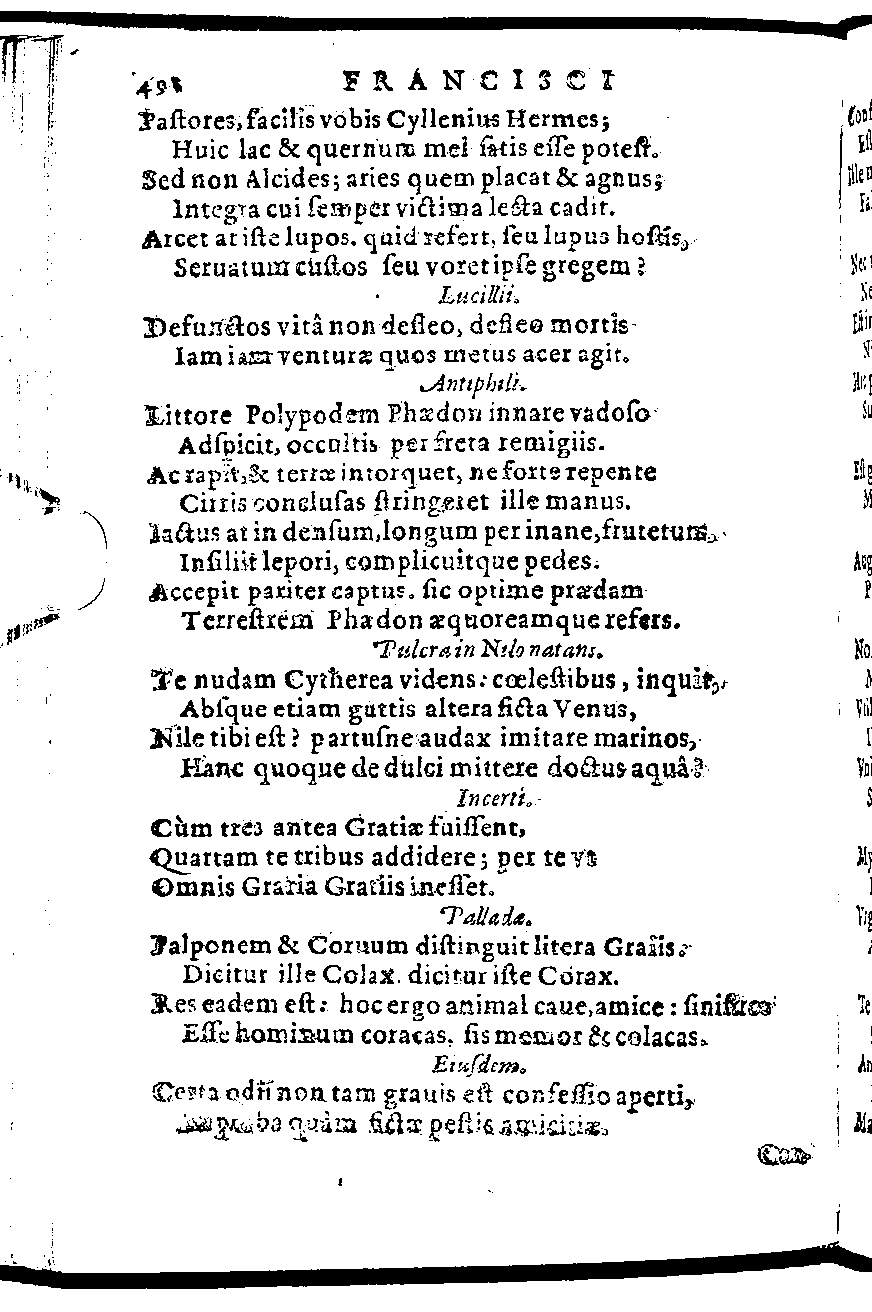 498 FRANCISCI
Pastores, facilis vobis Cyllenius Hermes;
Huic lac & quernum mel satis esse potest.
Sed non Alcides; aries quem placat & agnus;
Integra cui semper victima lecta cadit.
Arcet at iste lupos. quid refert, seu lupus hostis,
Seruatum custos seu voret ipse gregem?
Lucillii.
Defunctos vitâ non defleo, defleo mortis
Iam iam venturæ quos metus acer agit.
Antiphili.
Littore Polypodem Phædon innare vadoso
Adspicit, occultis per freta remigiis.
Ac rapit, & terræ intorquet, ne forte repente
Cirris conclusas stringeret ille manus.
Iactus at in densum, longum per inane, frutetum,
Insiliit lepori, complicuitque pedes.
Accepit pariter captus. sic optime prædam
Terrestrem Phædon æquoreamque refers.
Pulcra in Nilo natans.
Te nudam Cytherea videns: cœlestibus, inquit,
Absque etiam guttis altera ficta Venus,
Nile tibi est? partusne audax imitare marinos,
Hanc quoque de dulci mittere doctus aquâ?
Incerti.
Cùm tres antea Gratiæ fuissent,
Quartam te tribus addidere; per te vt
Omnis Gratia Gratiis inesset.
Palladæ.
Palponem & Coruum distinguit litera Graiis.
Dicitur ille Colax. dicitur iste Corax.
Res eadem est: hoc ergo animal caue, amice: sinistros
Esse hominum coracas, sis memor & colacas.
Eiusdem.
Certa odii non tam grauis est confessio aperti,
Improba quàm fictæ pestis amicitiæ.